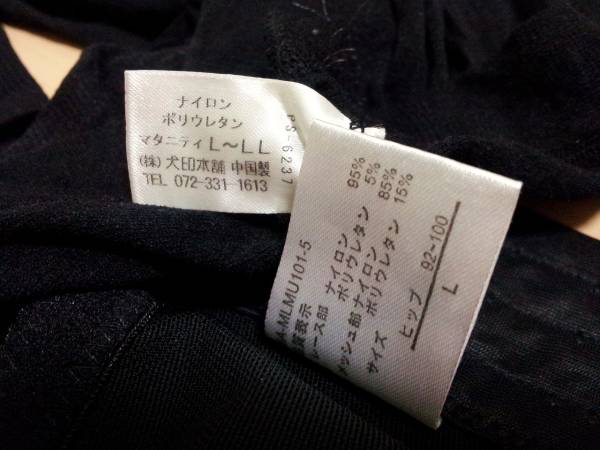 ナイロン
ポリウレタン
マタニティ L～LL
(株) 犬印本舗 中国製
TEL 072-331-1613
PS-6237
A-MLMU101-5
質表示
レース部 ナイロン 95%
ポリウレタン 5%
メッシュ部 ナイロン 85%
ポリウレタン 15%
サイズ
ヒップ 92-100
L